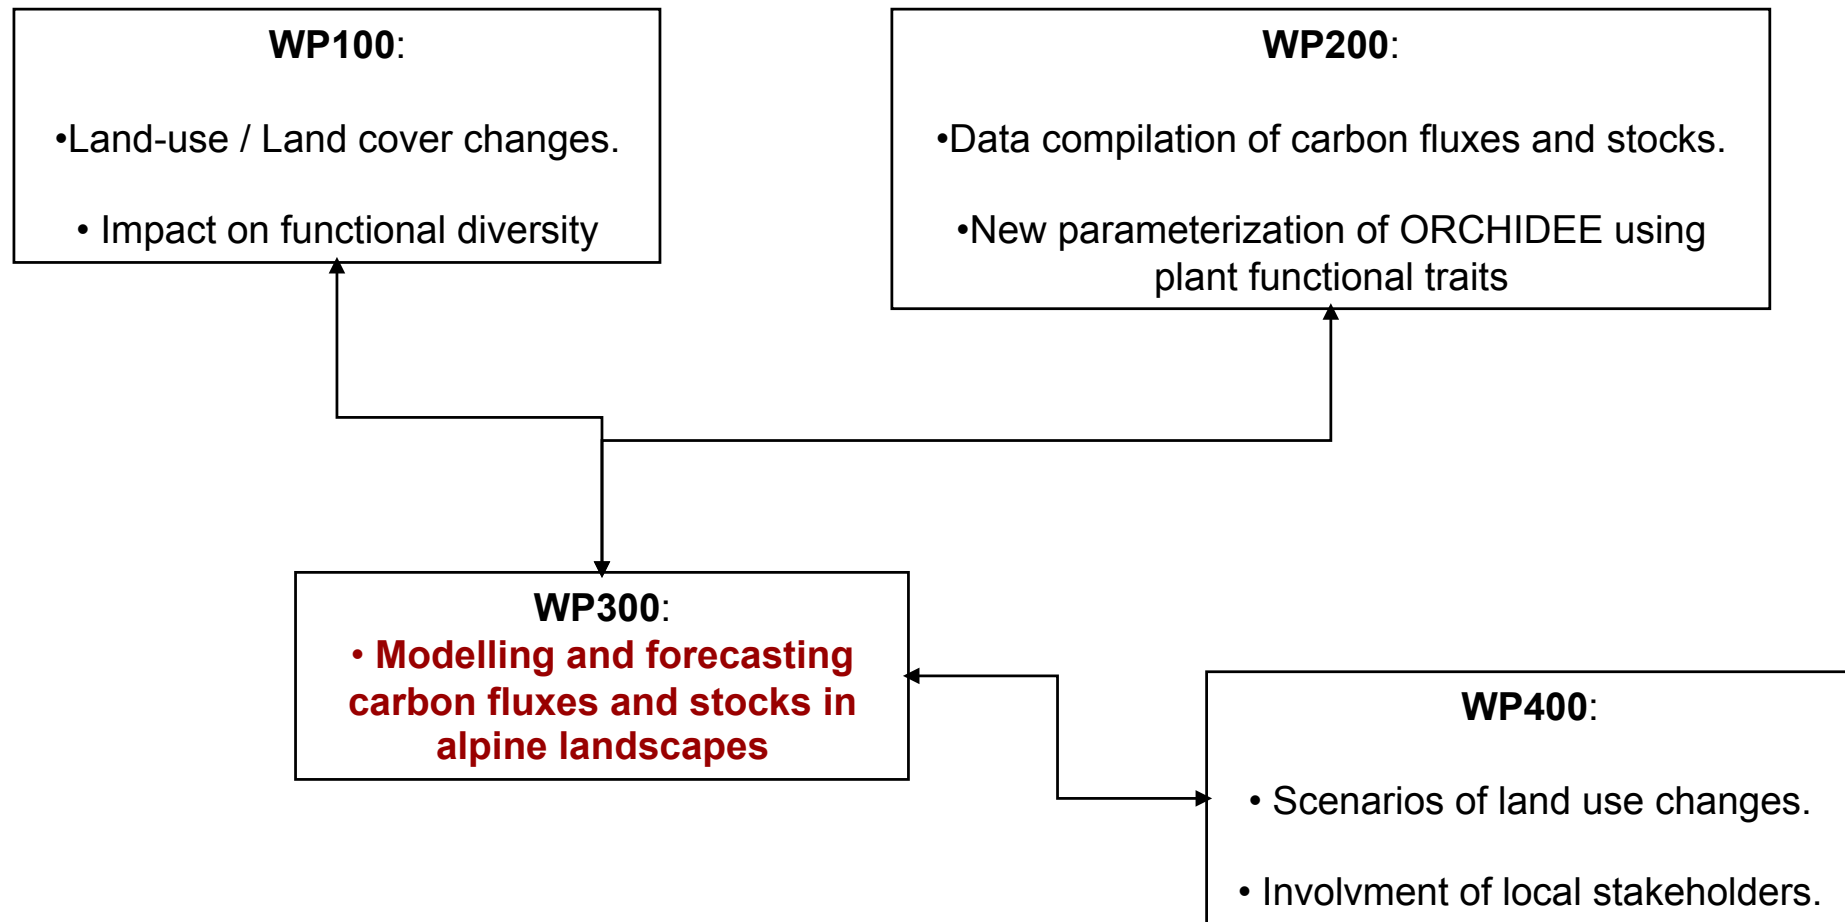 WP100:
•Land-use / Land cover changes.
• Impact on functional diversity
WP200:
•Data compilation of carbon fluxes and stocks.
•New parameterization of ORCHIDEE using
plant functional traits
WP300:
• Modelling and forecasting
carbon fluxes and stocks in
alpine landscapes
WP400:
• Scenarios of land use changes.
• Involvment of local stakeholders.